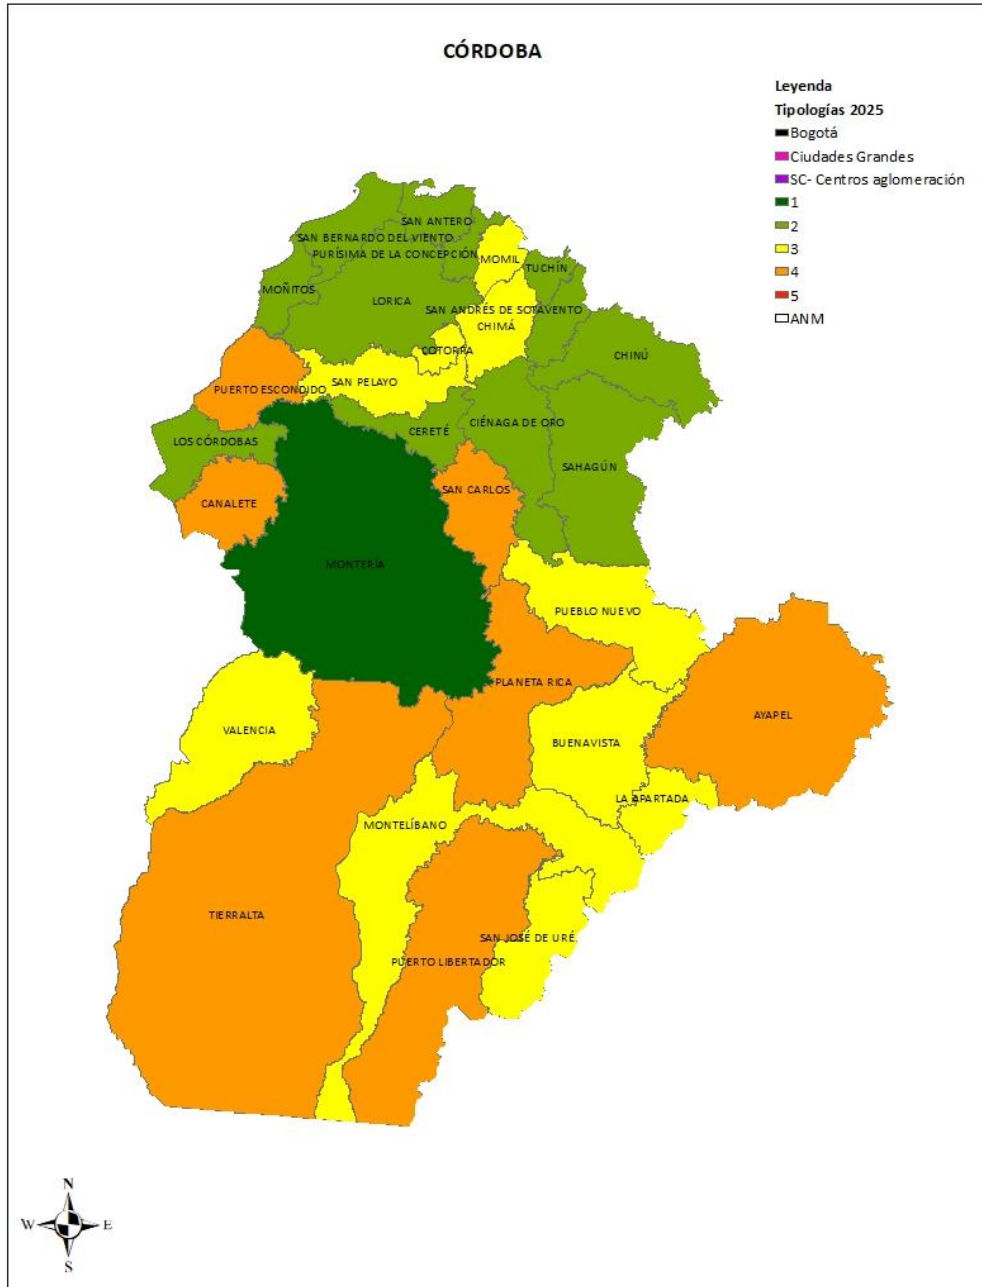 CÓRDOBA
Leyenda
Tipologías 2025
Bogotá
Ciudades Grandes
SC- Centros aglomeración
1
2
3
4
5
ANM
SAN ANTERO
SAN BERNARDO DEL VIENTO
PURÍSIMA DE LA CONCEPCIÓN
MOMIL
TUCHÍN
MOÑITOS
LORICA
SAN ANDRÉS DE SOTAVENTO
CHIMÁ
COTORRA
CHINÚ
SAN PELAYO
PUERTO ESCONDIDO
CIÉNAGA DE ORO
CERETÉ
LOS CÓRDOBAS
SAHAGÚN
SAN CARLOS
CANALETE
MONTERÍA
PUEBLO NUEVO
PLANETA RICA
AYAPEL
VALENCIA
BUENAVISTA
LA APARTADA
MONTELÍBANO
TIERRALTA
SAN JOSÉ DE URÉ
PUERTO LIBERTADOR
N
W
E
S